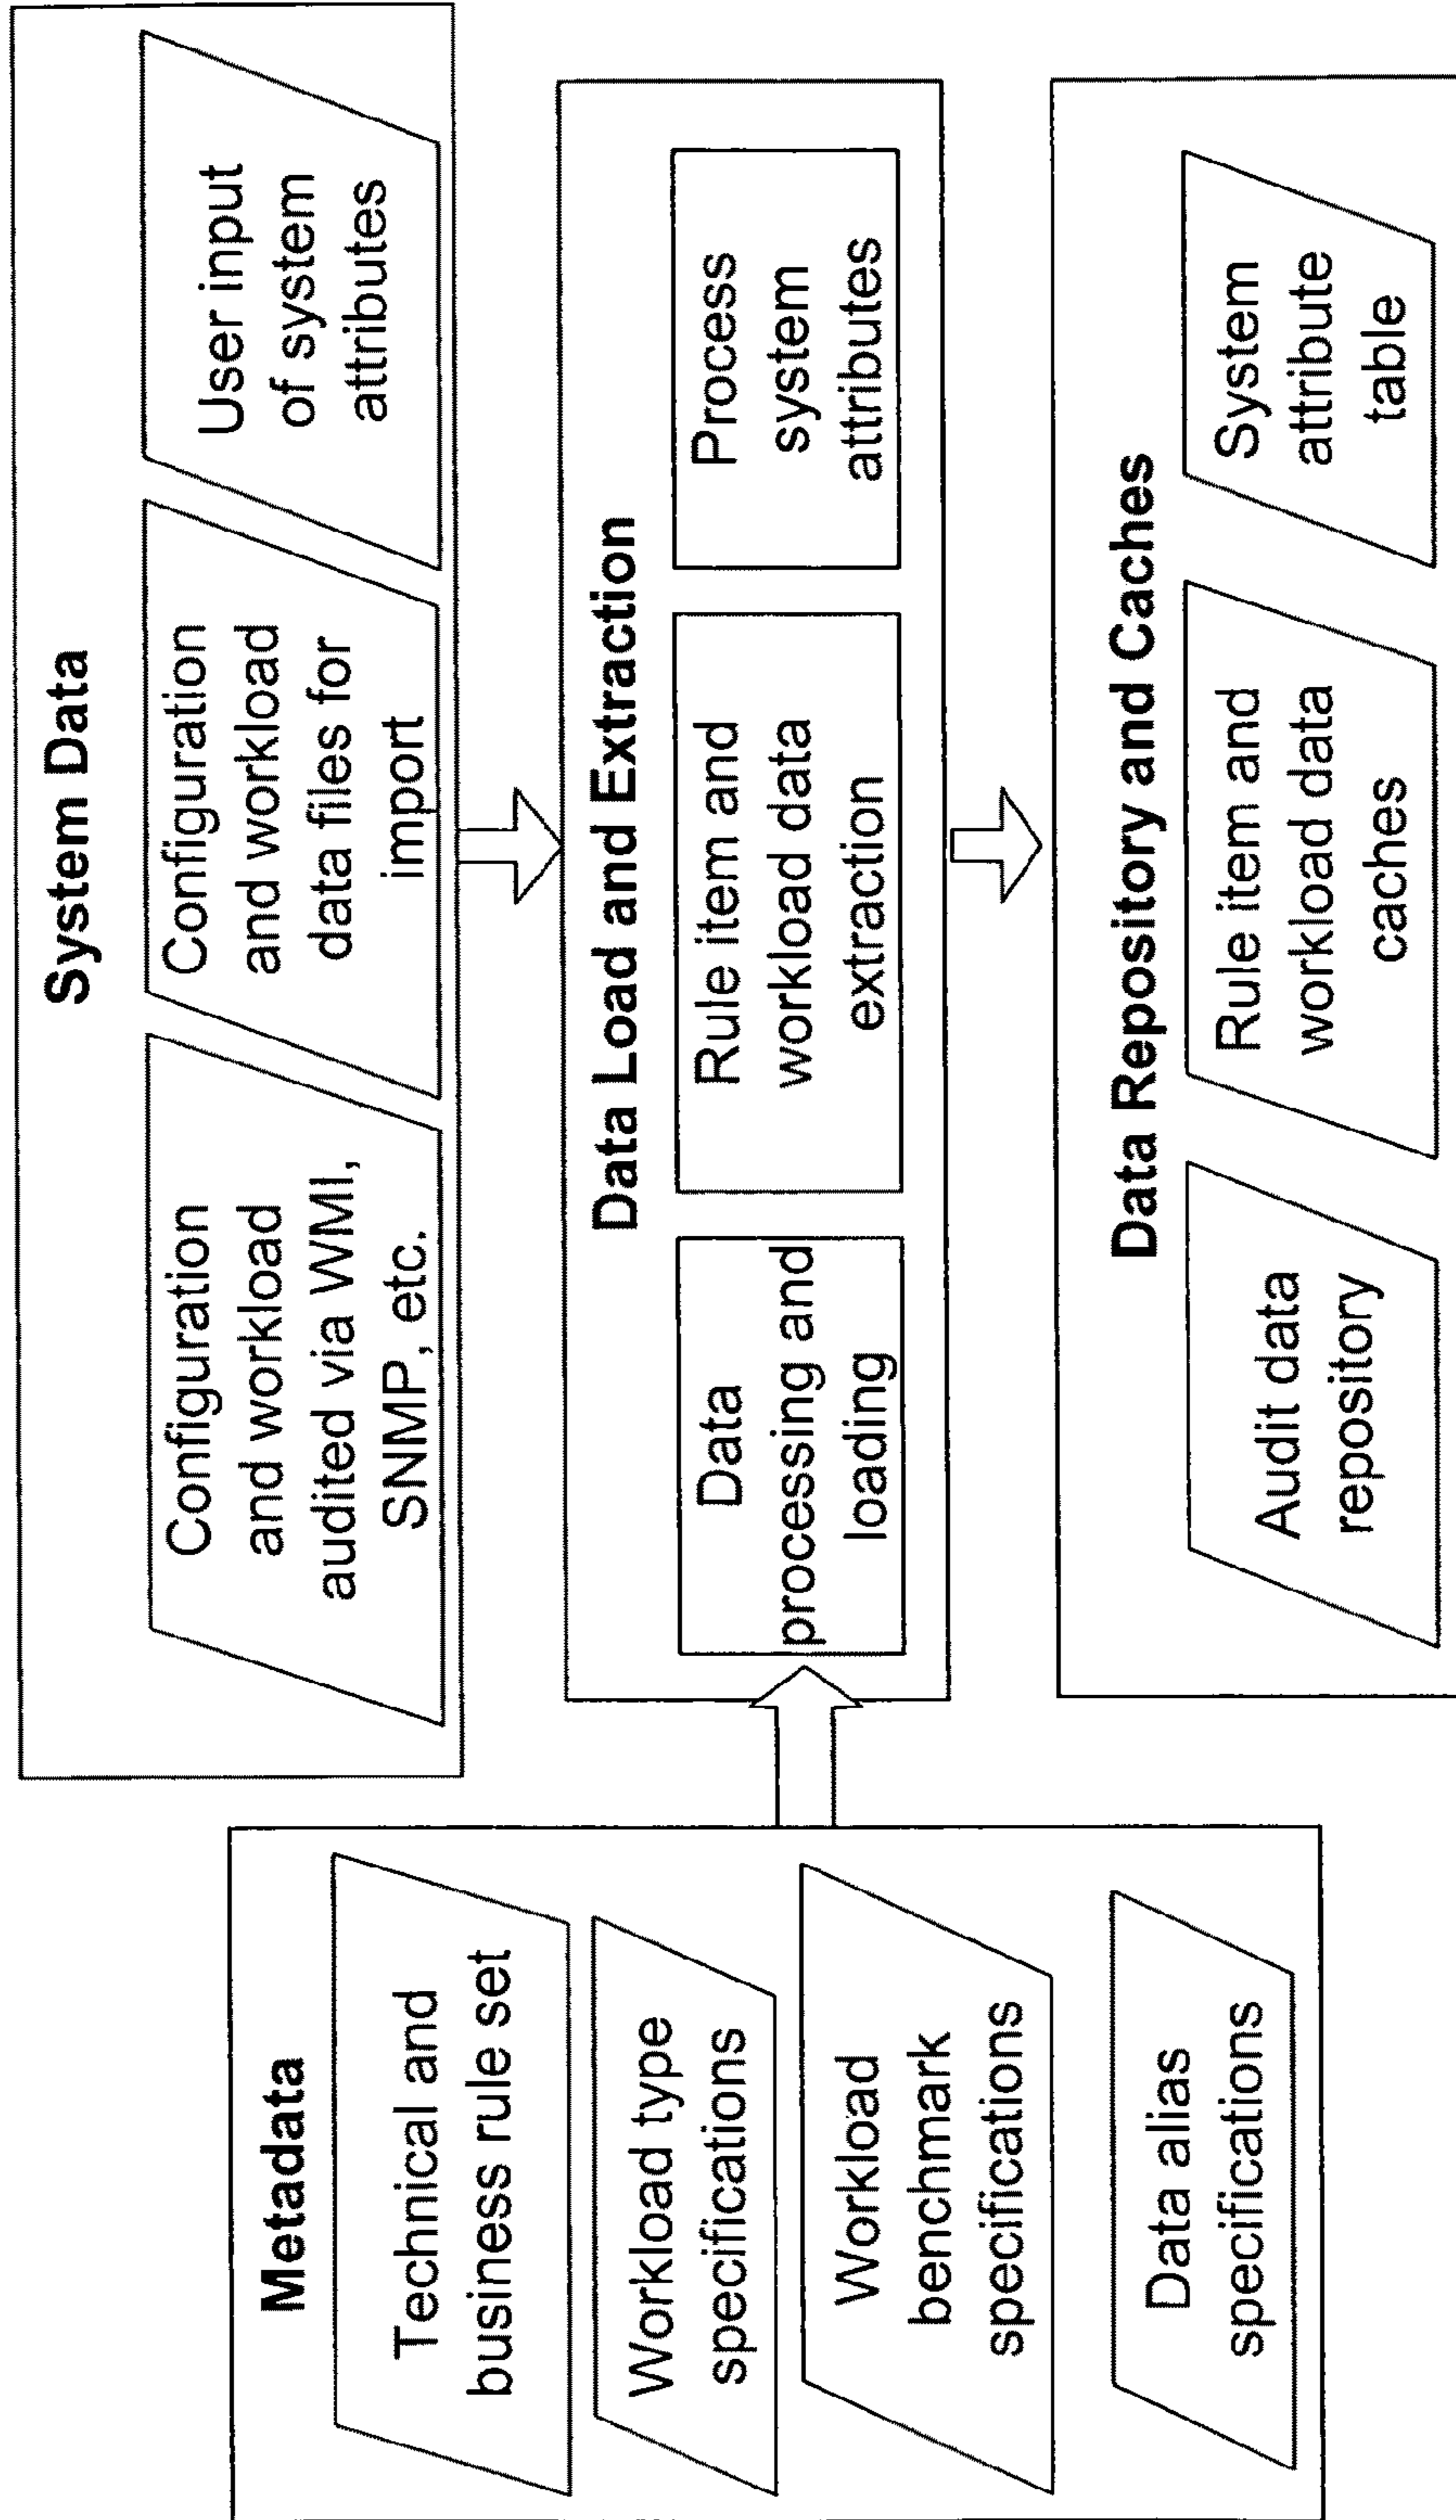 System Data
Configuration
and workload
audited via WMI,
SNMP, etc.
Configuration
and workload
data files for
import
User input
of system
attributes
Metadata
Technical and
business rule set
Workload type
specifications
Workload
benchmark
specifications
Data alias
specifications
Data Load and Extraction
Data
processing and
loading
Rule item and
workload data
extraction
Process
system
attributes
Data Repository and Caches
Audit data
repository
Rule item and
workload data
caches
System
attribute
table